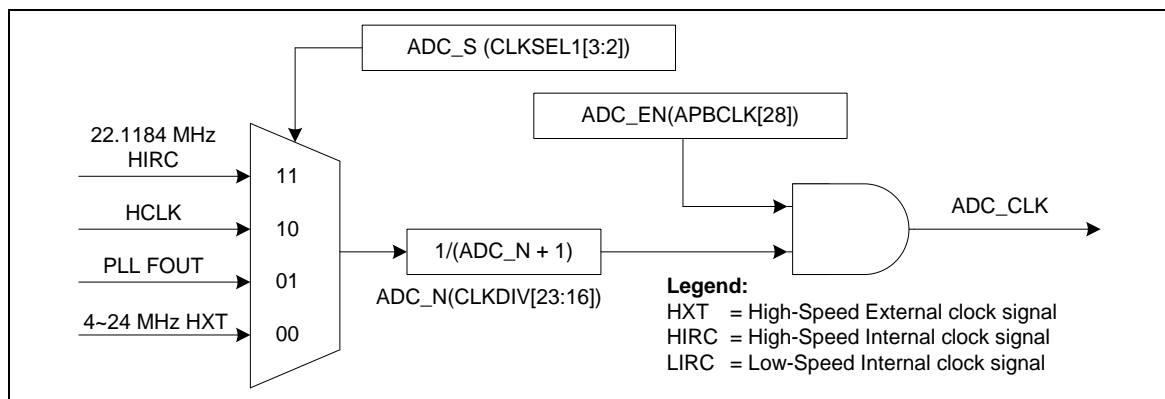 ADC_S (CLKSEL1[3:2])
ADC_EN(APBCLK[28])
22.1184 MHz
HIRC
11
HCLK
10
PLL FOUT
01
4~24 MHz HXT
00
1/(ADC_N + 1)
ADC_N(CLKDIV[23:16])
ADC_CLK
Legend:
HXT = High-Speed External clock signal
HIRC = High-Speed Internal clock signal
LIRC = Low-Speed Internal clock signal